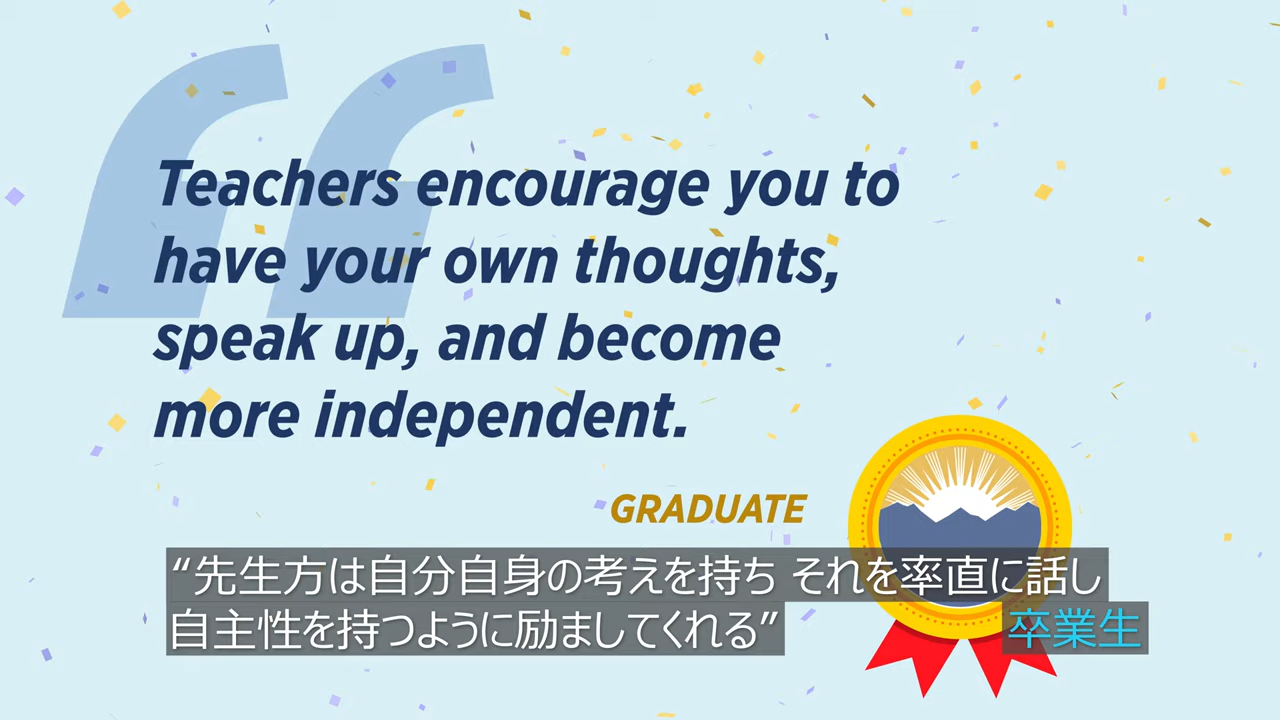 Teachers encourage you to
have your own thoughts,
speak up, and become
more independent.
GRADUATE
“先生方は自分自身の考えを持ち それを率直に話し
自主性を持つように励ましてくれる”
卒業生